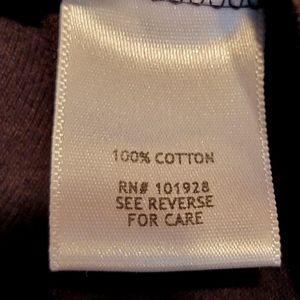 100% COTTON
RN# 101928
SEE REVERSE
FOR CARE